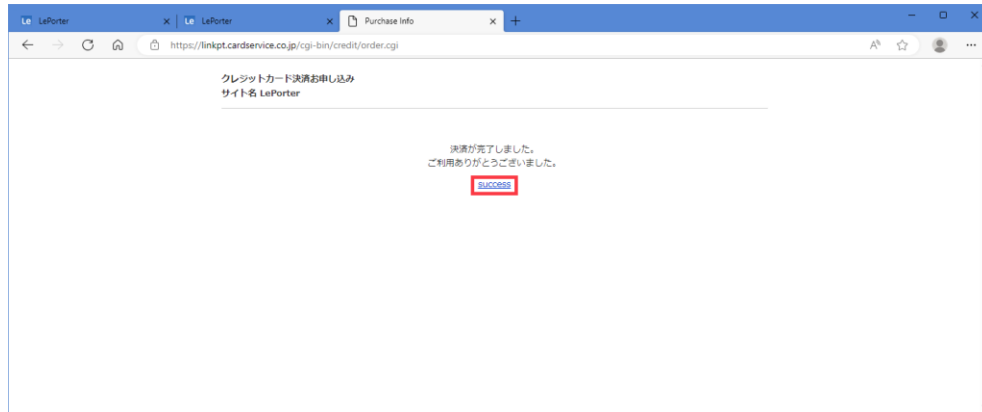 Le LePorter
Le LePorter
Purchase Info
https://linkpt.cardservice.co.jp/cgi-bin/credit/order.cgi
クレジットカード決済お申し込み
サイト名 LePorter
決済が完了しました。
ご利用ありがとうございました。
success